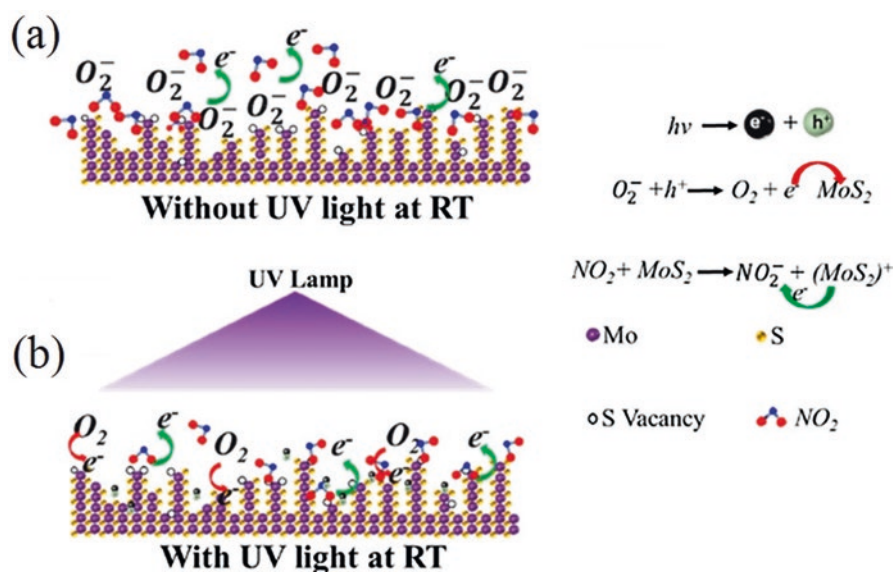 (a)
e⁻ e⁻ e⁻
O₂⁻ O₂⁻ O₂⁻ O₂⁻ O₂⁻ O₂⁻ O₂⁻ O₂⁻
Without UV light at RT
UV Lamp
(b)
O₂ e⁻ O₂ e⁻ O₂ e⁻
e⁻ e⁻ e⁻
With UV light at RT
hν → e⁻ + h⁺
O₂⁻ + h⁺ → O₂ + e⁻ MoS₂
NO₂ + MoS₂ → NO₂⁻ + (MoS₂)⁺
e⁻
Mo S
S Vacancy NO₂